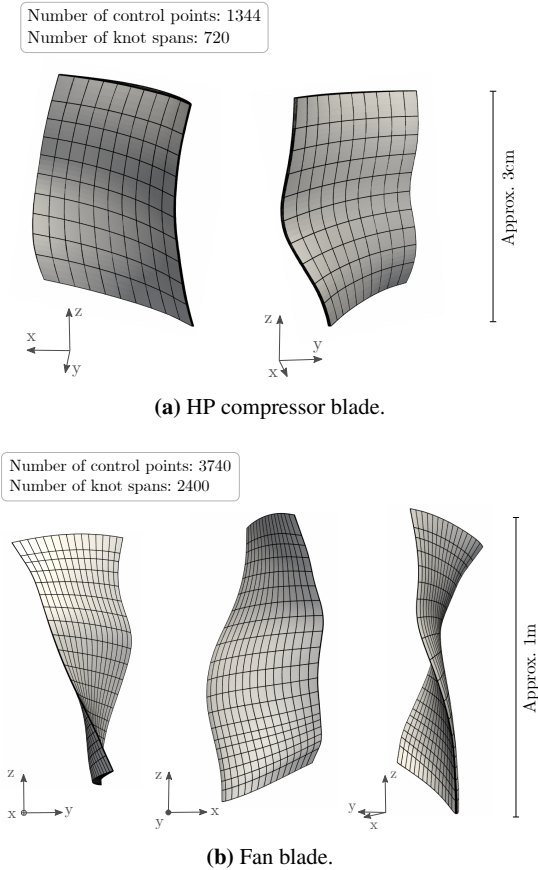 Number of control points: 1344
Number of knot spans: 720
Approx. 3cm
z
x
y
z
y
x
(a) HP compressor blade.
Number of control points: 3740
Number of knot spans: 2400
Approx. 1m
z
x
y
z
y
x
z
y
x
(b) Fan blade.